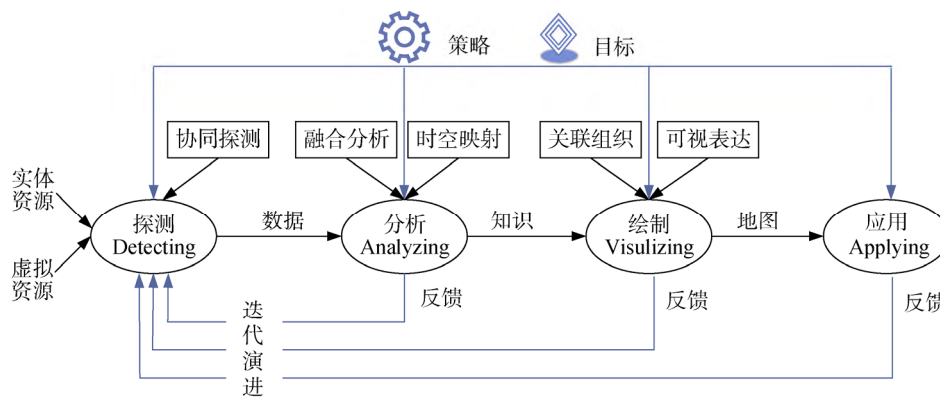 策略
目标
协同探测
融合分析
时空映射
关联组织
可视表达
实体
资源
虚拟
资源
探测
Detecting
数据
分析
Analyzing
知识
绘制
Visulizing
地图
应用
Applying
反馈
反馈
反馈
迭
代
演
进